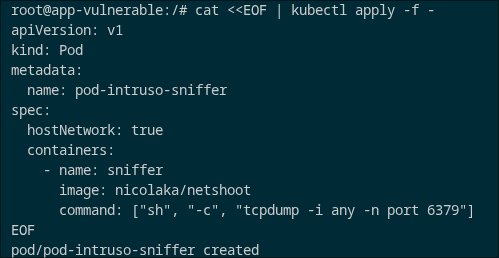 root@app-vulnerable:/# cat <<EOF | kubectl apply -f -
apiVersion: v1
kind: Pod
metadata:
  name: pod-intruso-sniffer
spec:
  hostNetwork: true
  containers:
    - name: sniffer
      image: nicolaka/netshoot
      command: ["sh", "-c", "tcpdump -i any -n port 6379"]
EOF
pod/pod-intruso-sniffer created